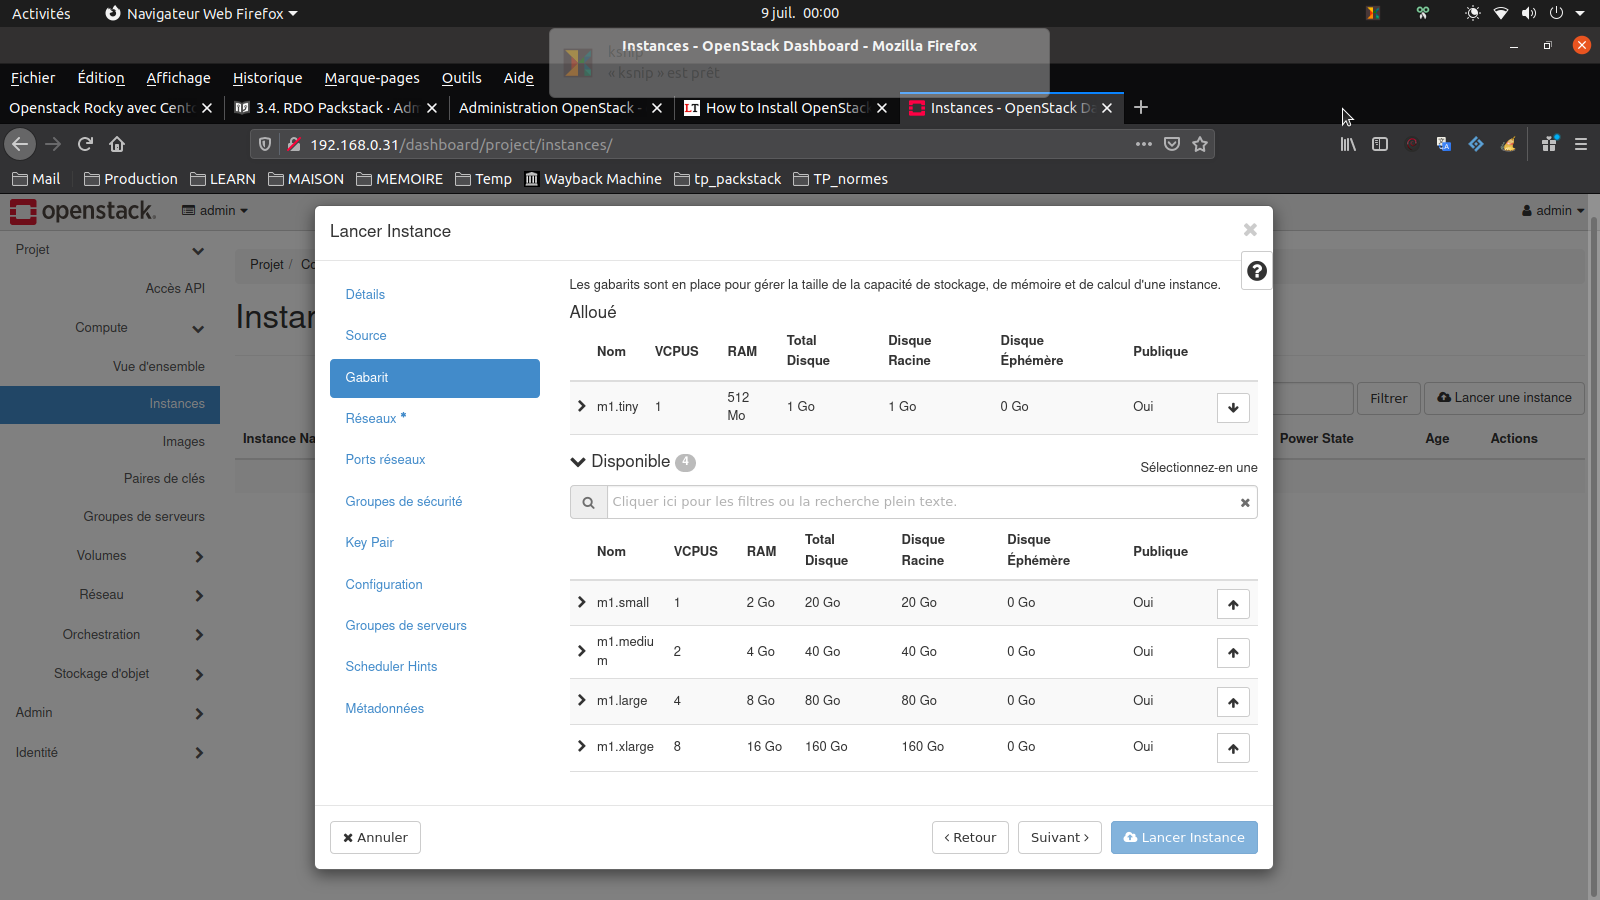 Activités
Navigateur Web Firefox
9 juil. 00:00
Instances - OpenStack Dashboard - Mozilla Firefox
ksnip
« ksnip » est prêt
Fichier Édition Affichage Historique Marque-pages Outils Aide
Openstack Rocky avec Cent
3.4. RDO Packstack · Adm
Administration OpenStack -
LT How to Install OpenStac
Instances - OpenStack Da
192.168.0.31/dashboard/project/instances/
Mail Production LEARN MAISON MEMOIRE Temp Wayback Machine tp_packstack TP_normes
openstack.
admin
admin
Projet
Accès API
Compute
Vue d'ensemble
Instances
Images
Paires de clés
Groupes de serveurs
Volumes
Réseau
Orchestration
Stockage d'objet
Admin
Identité
Projet / Co
Instan
Filtrer
Lancer une instance
Instance Na
Power State Age Actions
Lancer Instance
Détails
Source
Gabarit
Réseaux *
Ports réseaux
Groupes de sécurité
Key Pair
Configuration
Groupes de serveurs
Scheduler Hints
Métadonnées
Les gabarits sont en place pour gérer la taille de la capacité de stockage, de mémoire et de calcul d'une instance.
Alloué
Nom VCPUS RAM Total Disque Disque Racine Disque Éphémère Publique
m1.tiny 1 512 Mo 1 Go 1 Go 0 Go Oui
Disponible 4
Sélectionnez-en une
Cliquer ici pour les filtres ou la recherche plein texte.
Nom VCPUS RAM Total Disque Disque Racine Disque Éphémère Publique
m1.small 1 2 Go 20 Go 20 Go 0 Go Oui
m1.medium 2 4 Go 40 Go 40 Go 0 Go Oui
m1.large 4 8 Go 80 Go 80 Go 0 Go Oui
m1.xlarge 8 16 Go 160 Go 160 Go 0 Go Oui
Annuler
‹ Retour
Suivant ›
Lancer Instance